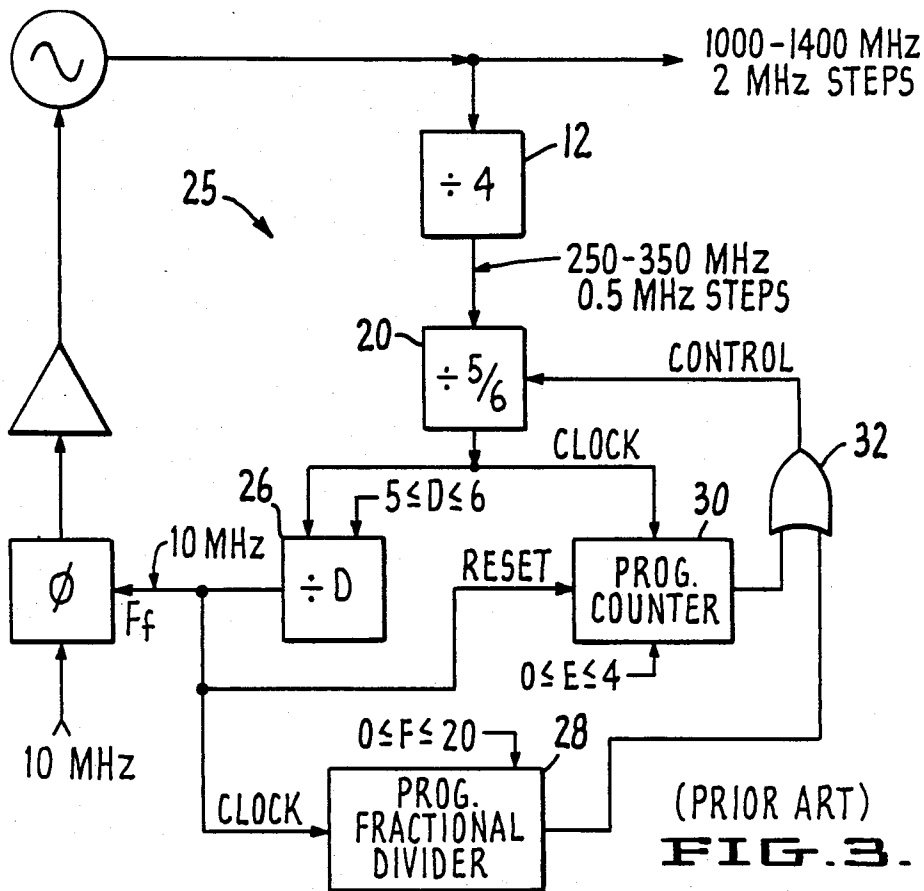 1000-1400 MHz
2 MHz STEPS
12
÷ 4
25
250-350 MHz
0.5 MHz STEPS
20
÷ 5/6
CONTROL
32
CLOCK
26
5≤D≤6
30
10 MHz
÷ D
RESET
PROG.
COUNTER
Ø
Ff
0≤E≤4
10 MHz
0≤F≤20
28
CLOCK
PROG.
FRACTIONAL
DIVIDER
(PRIOR ART)
FIG.3.